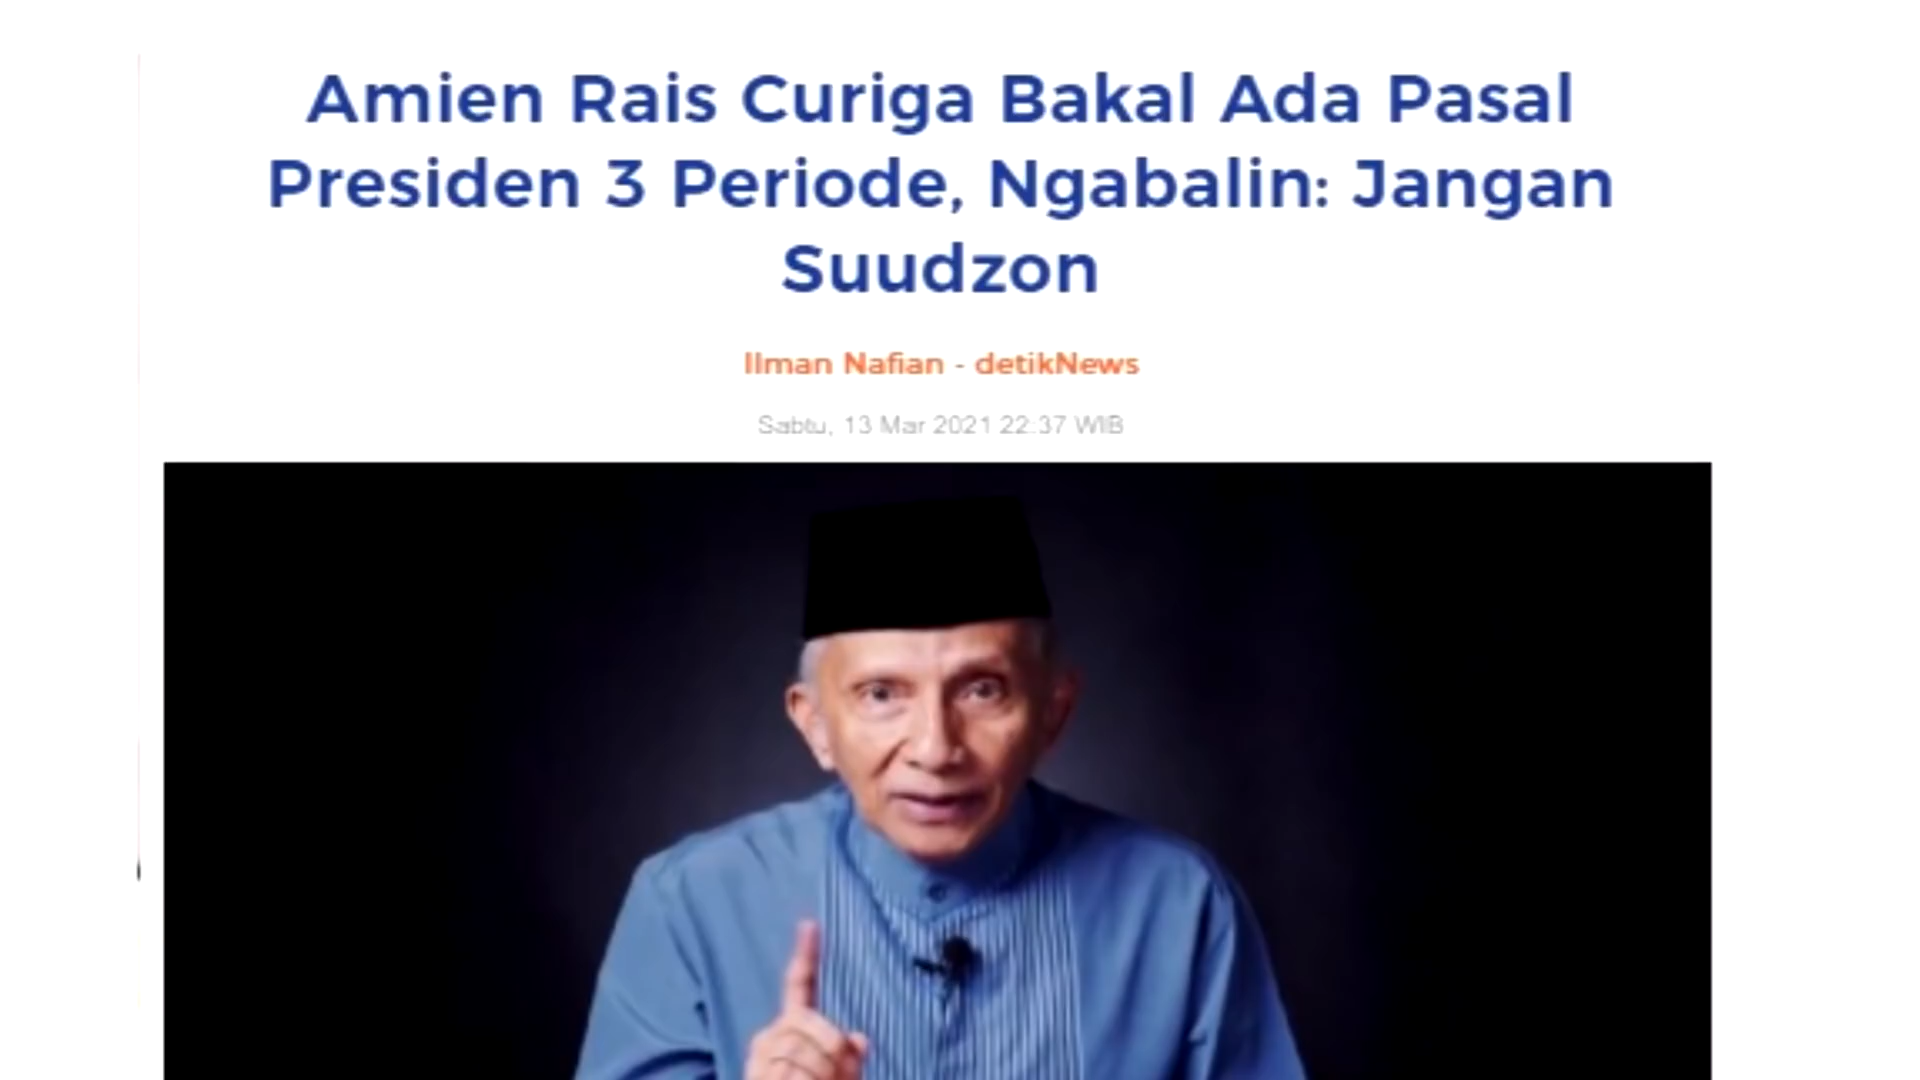 Amien Rais Curiga Bakal Ada Pasal
Presiden 3 Periode, Ngabalin: Jangan
Suudzon
Ilman Nafian - detikNews
Sabtu, 13 Mar 2021 22:37 WIB